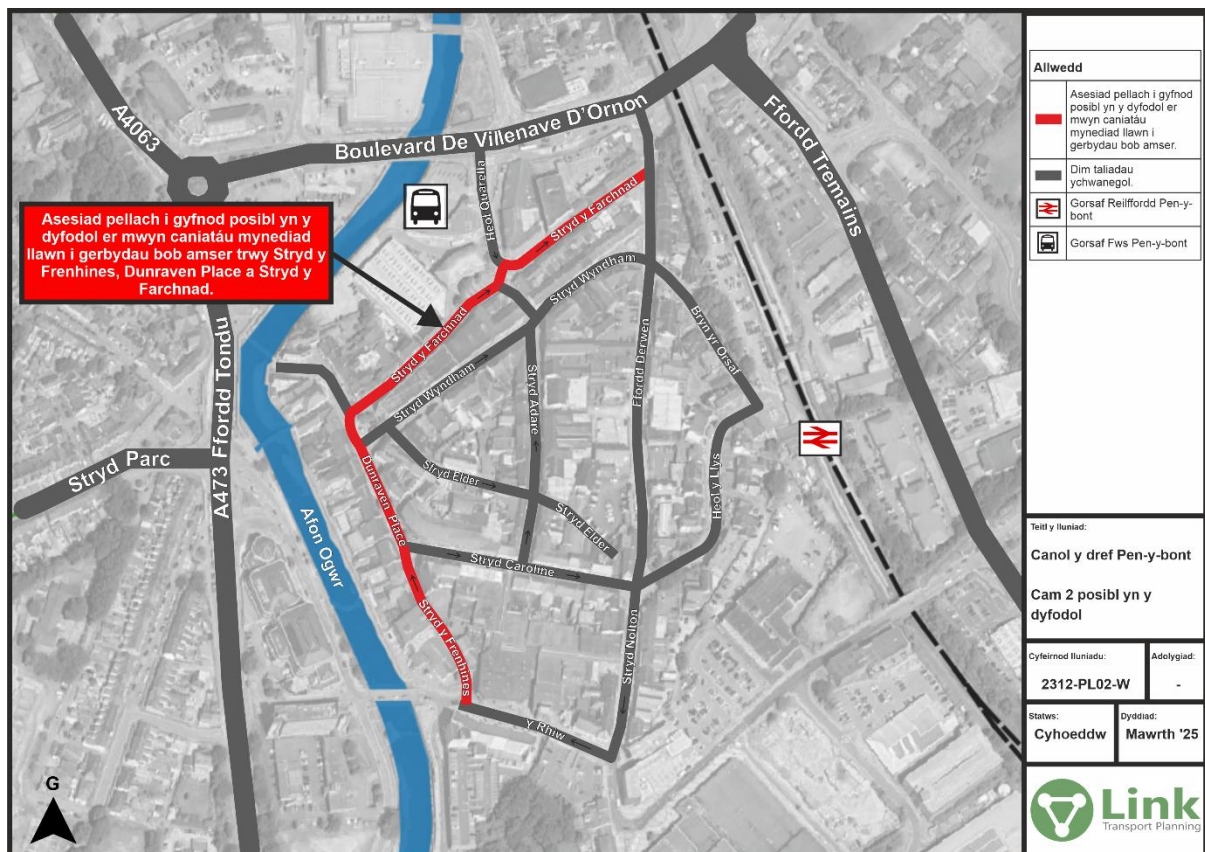 A4063
Boulevard De Villenave D'Ornon
Ffordd Tremains
Heol Quarella
Stryd y Farchnad
Asesiad pellach i gyfnod posibl yn y
dyfodol er mwyn caniatáu mynediad
llawn i gerbydau bob amser trwy Stryd y
Frenhines, Dunraven Place a Stryd y
Farchnad.
Stryd Wyndham
Bryn yr Orsaf
Stryd y Farchnad
Stryd Wyndham
Stryd Adare
Ffordd Derwen
A473 Ffordd Tondu
Stryd Parc
Dunraven Place
Stryd Elder
Stryd Elder
Heol y Llys
Afon Ogwr
Stryd Caroline
Stryd y Frenhines
Stryd Nolton
Y Rhiw
G
Allwedd
Asesiad pellach i gyfnod
posibl yn y dyfodol er
mwyn caniatáu
mynediad llawn i
gerbydau bob amser.
Dim taliadau
ychwanegol.
Gorsaf Reilffordd Pen-y-
bont
Gorsaf Fws Pen-y-bont
Teitl y lluniad:
Canol y dref Pen-y-bont
Cam 2 posibl yn y
dyfodol
Cyfeirnod lluniadu:
2312-PL02-W
Adolygiad:
-
Statws:
Cyhoeddw
Dyddiad:
Mawrth '25
Link
Transport Planning